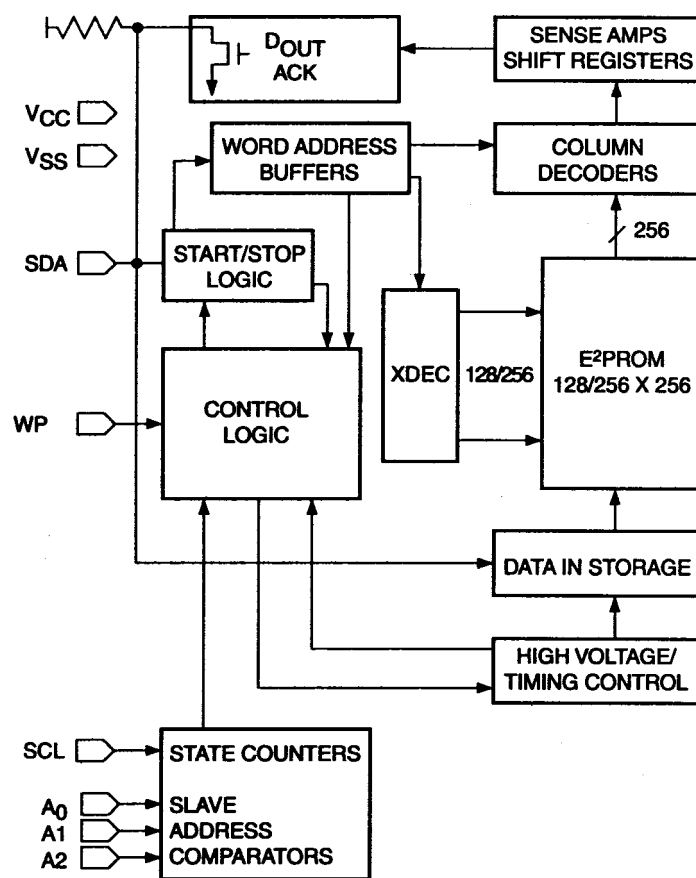 DOUT
ACK
SENSE AMPS
SHIFT REGISTERS
VCC
VSS
WORD ADDRESS
BUFFERS
COLUMN
DECODERS
256
SDA
START/STOP
LOGIC
XDEC
128/256
E²PROM
128/256 X 256
WP
CONTROL
LOGIC
DATA IN STORAGE
HIGH VOLTAGE/
TIMING CONTROL
SCL
STATE COUNTERS
A0
SLAVE
A1
ADDRESS
A2
COMPARATORS